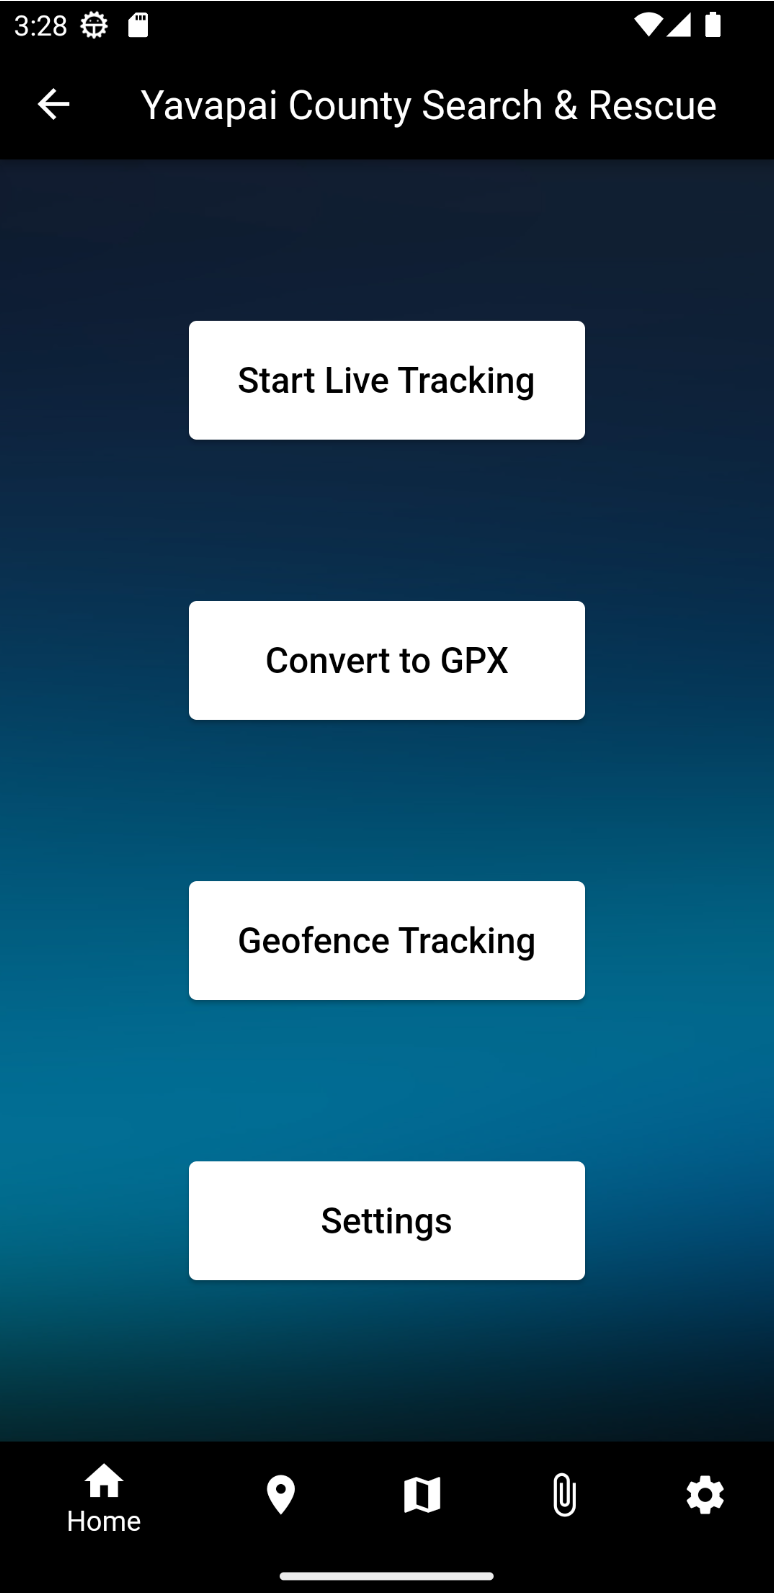 3:28
Yavapai County Search & Rescue
Start Live Tracking
Convert to GPX
Geofence Tracking
Settings
Home